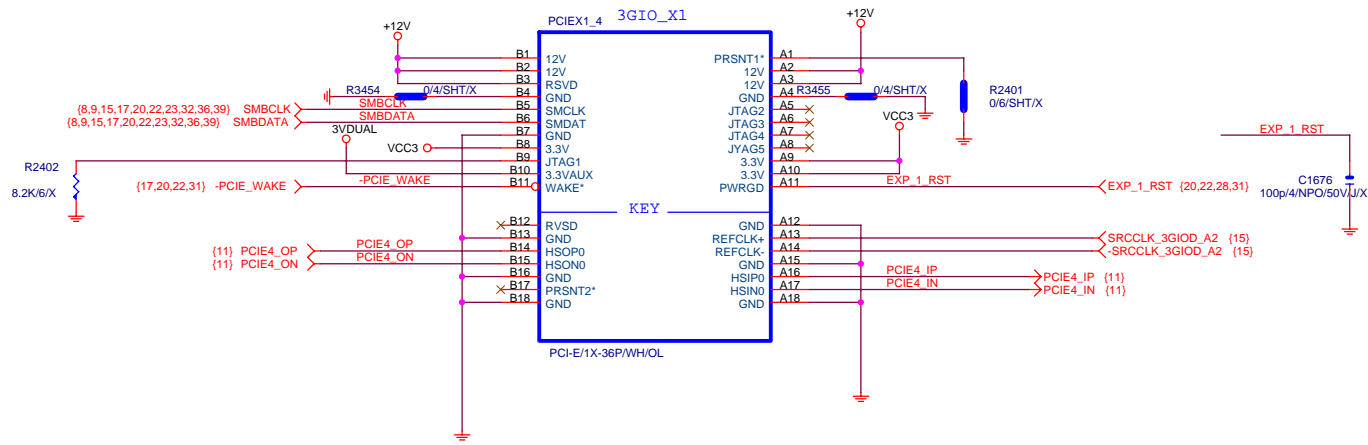 3GIO_X1
PCIEX1_4
+12V
+12V
B1 12V
B2 12V
B3 RSVD
B4 GND
B5 SMCLK
B6 SMDAT
B7 GND
B8 3.3V
B9 JTAG1
B10 3.3VAUX
B11 WAKE*
KEY
B12 RVSD
B13 GND
B14 HSOP0
B15 HSON0
B16 GND
B17 PRSNT2*
B18 GND
PRSNT1* A1
12V A2
12V A3
GND A4
JTAG2 A5
JTAG3 A6
JTAG4 A7
JYAG5 A8
3.3V A9
3.3V A10
PWRGD A11
GND A12
REFCLK+ A13
REFCLK- A14
GND A15
HSIP0 A16
HSIN0 A17
GND A18
R3454 0/4/SHT/X
{8,9,15,17,20,22,23,32,36,39} SMBCLK SMBCLK
{8,9,15,17,20,22,23,32,36,39} SMBDATA SMBDATA
3VDUAL
VCC3
R2402
8.2K/6/X
{17,20,22,31} -PCIE_WAKE -PCIE_WAKE
{11} PCIE4_OP PCIE4_OP
{11} PCIE4_ON PCIE4_ON
R3455 0/4/SHT/X
R2401
0/6/SHT/X
VCC3
EXP_1_RST EXP_1_RST {20,22,28,31}
SRCCLK_3GIOD_A2 {15}
-SRCCLK_3GIOD_A2 {15}
PCIE4_IP PCIE4_IP {11}
PCIE4_IN PCIE4_IN {11}
EXP_1_RST
C1676
100p/4/NPO/50V/J/X
PCI-E/1X-36P/WH/OL